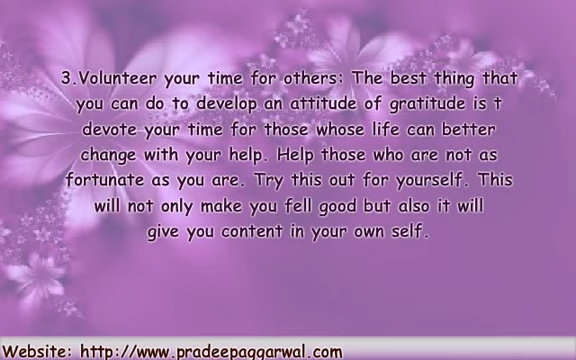 3.Volunteer your time for others: The best thing that
you can do to develop an attitude of gratitude is t
devote your time for those whose life can better
change with your help. Help those who are not as
fortunate as you are. Try this out for yourself. This
will not only make you fell good but also it will
give you content in your own self.
Website: http://www.pradeepaggarwal.com